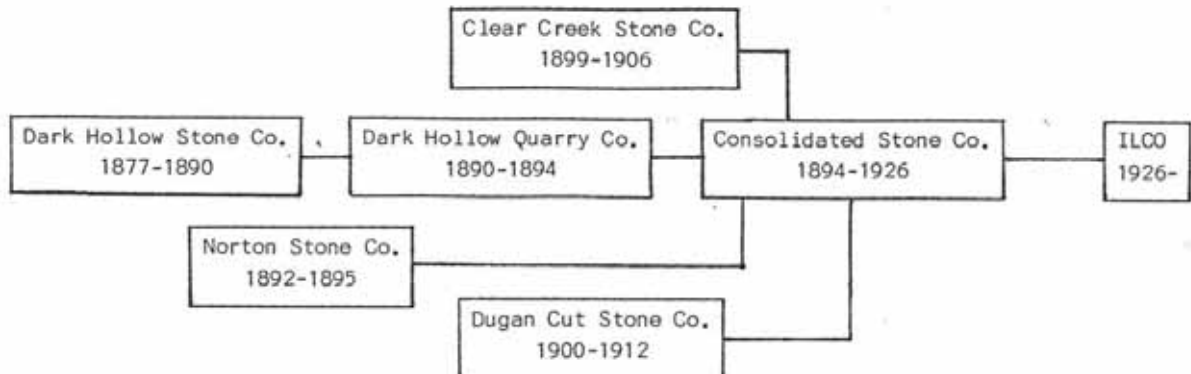 Clear Creek Stone Co.
1899-1906
Dark Hollow Stone Co.
1877-1890
Dark Hollow Quarry Co.
1890-1894
Consolidated Stone Co.
1894-1926
ILCO
1926-
Norton Stone Co.
1892-1895
Dugan Cut Stone Co.
1900-1912